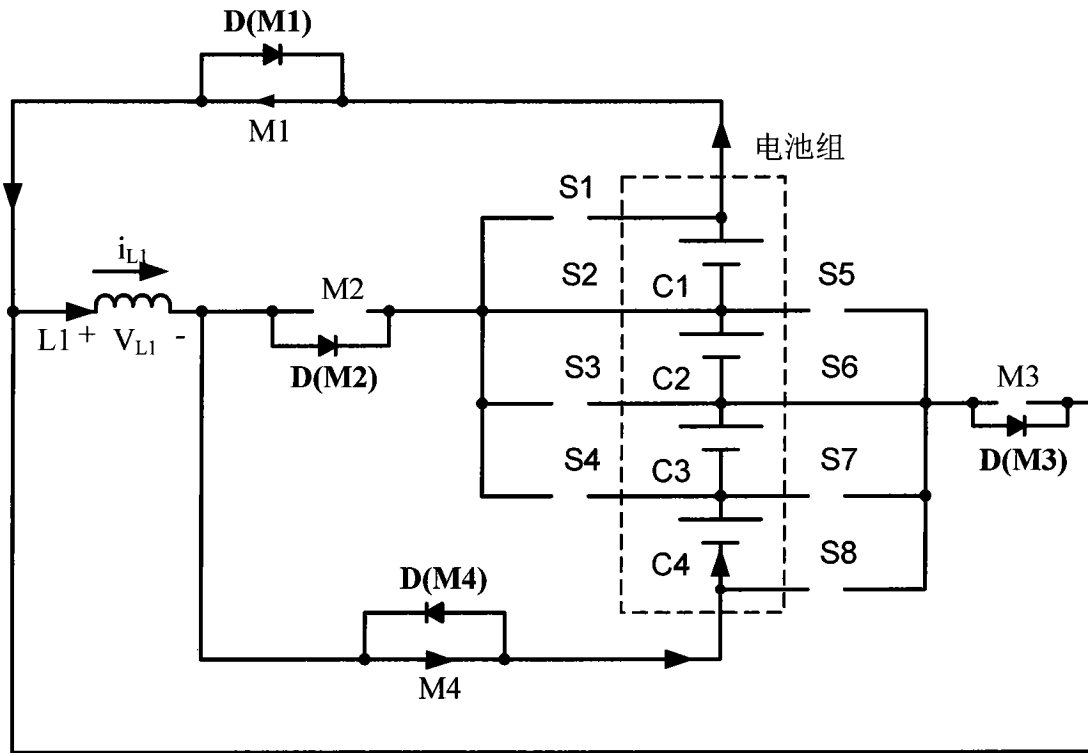 D(M1)
M1
电池组
S1
i_L1
S2
S5
M2
C1
L1 + V_L1 -
D(M2)
S3
C2
S6
M3
S4
C3
S7
D(M3)
D(M4)
C4
S8
M4